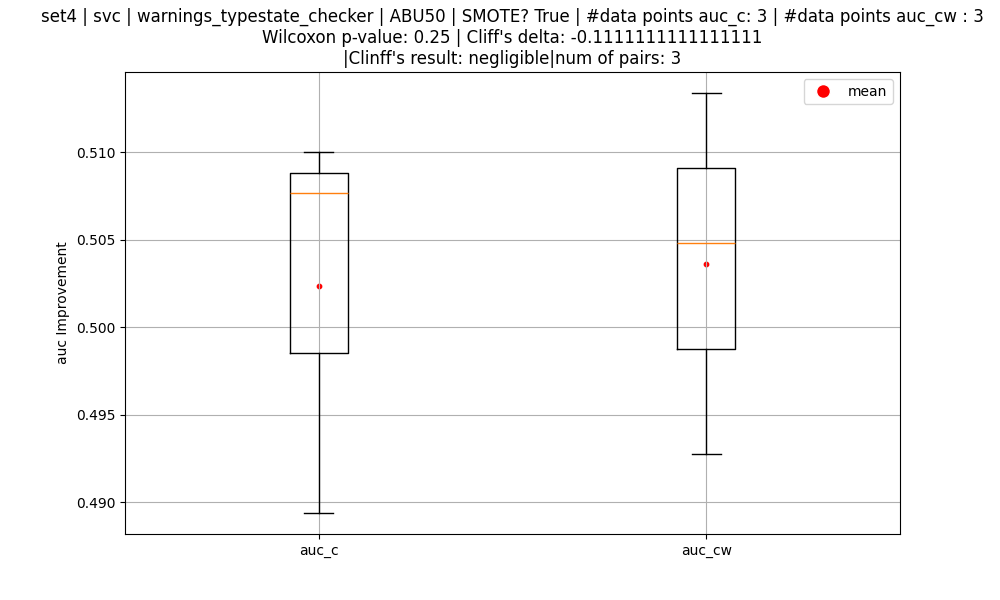 set4 | svc | warnings_typestate_checker | ABU50 | SMOTE? True | #data points auc_c: 3 | #data points auc_cw : 3
Wilcoxon p-value: 0.25 | Cliff's delta: -0.1111111111111111
|Clinff's result: negligible|num of pairs: 3
mean
0.510
0.505
0.500
0.495
0.490
auc Improvement
auc_c
auc_cw